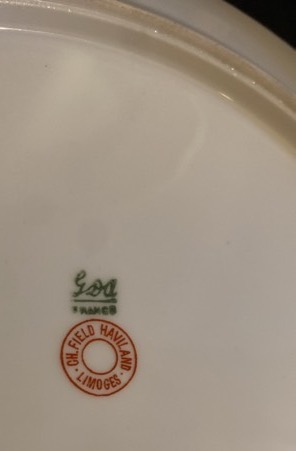 GDA
FRANCE
CH. FIELD HAVILAND
· LIMOGES ·